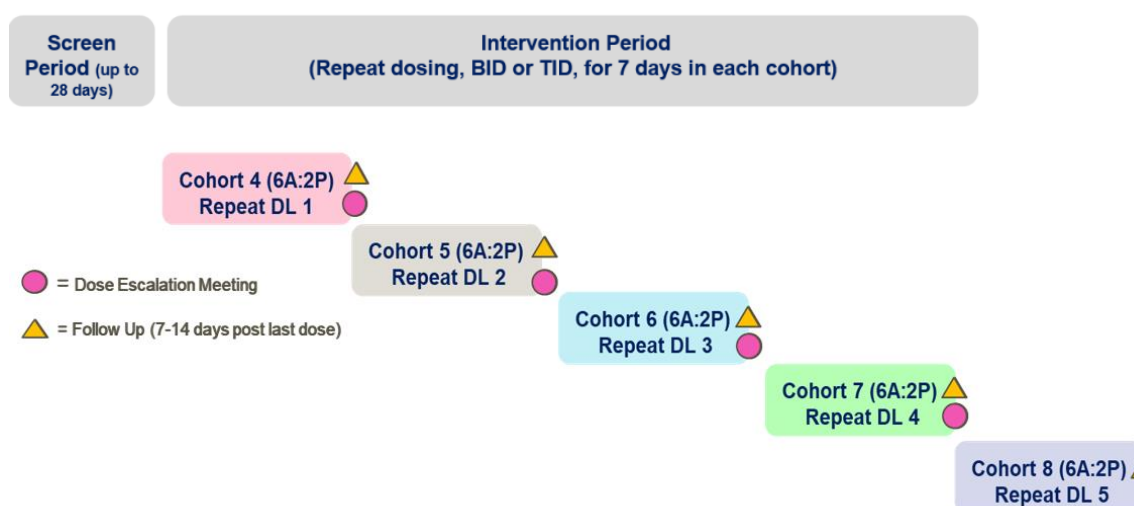 Screen
Period (up to
28 days)
Intervention Period
(Repeat dosing, BID or TID, for 7 days in each cohort)
Cohort 4 (6A:2P)
Repeat DL 1
Cohort 5 (6A:2P)
Repeat DL 2
= Dose Escalation Meeting
= Follow Up (7-14 days post last dose)
Cohort 6 (6A:2P)
Repeat DL 3
Cohort 7 (6A:2P)
Repeat DL 4
Cohort 8 (6A:2P)
Repeat DL 5